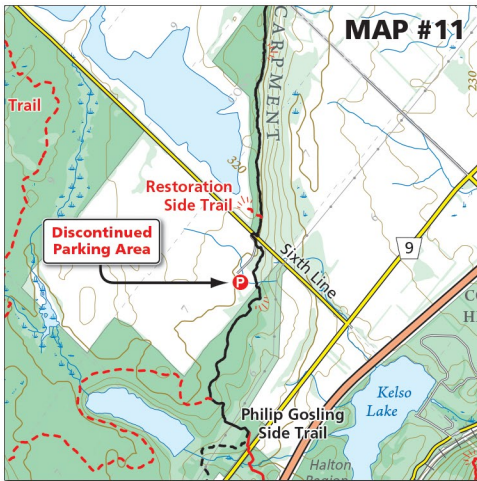 MAP #11
CARPMENT
230
Trail
320
Restoration
Side Trail
Discontinued
Parking Area
P
Sixth Line
9
Kelso
Lake
Philip Gosling
Side Trail
Halton
Region